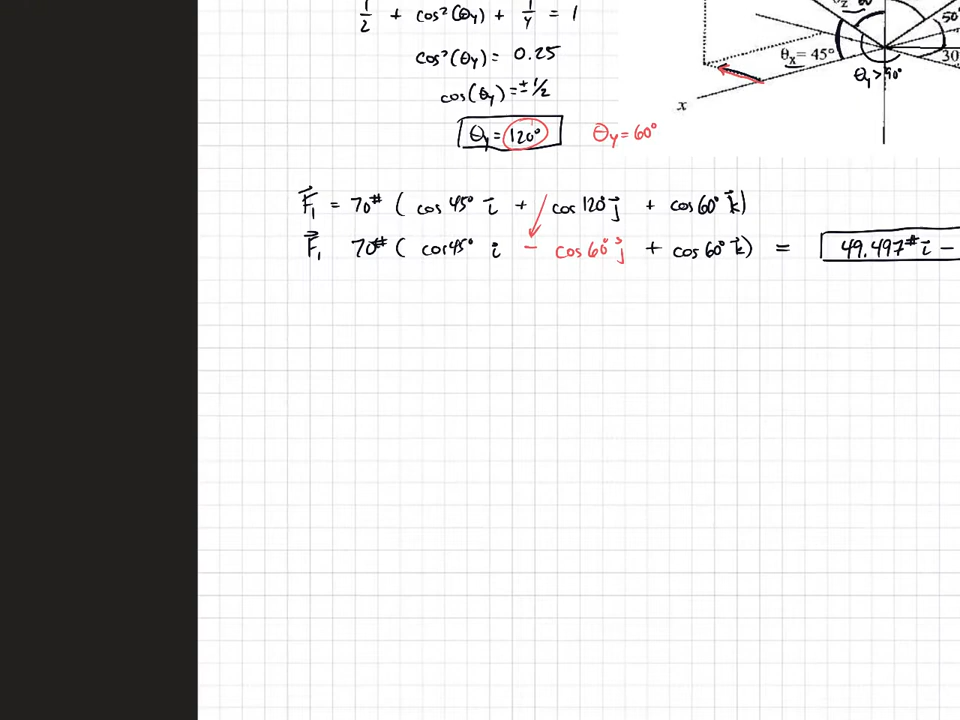 1/2 + cos²(θy) + 1/4 = 1
cos²(θy) = 0.25
cos(θy) = ± 1/2
θy = 120° θy = 60°
50°
θx = 45°
30
θy > 90°
x
F⃗₁ = 70# ( cos 45° i⃗ + cos 120° j⃗ + cos 60° k⃗ )
F⃗₁ 70# ( cos 45° i − cos 60° j⃗ + cos 60° k⃗ ) = 49.497# i⃗ −